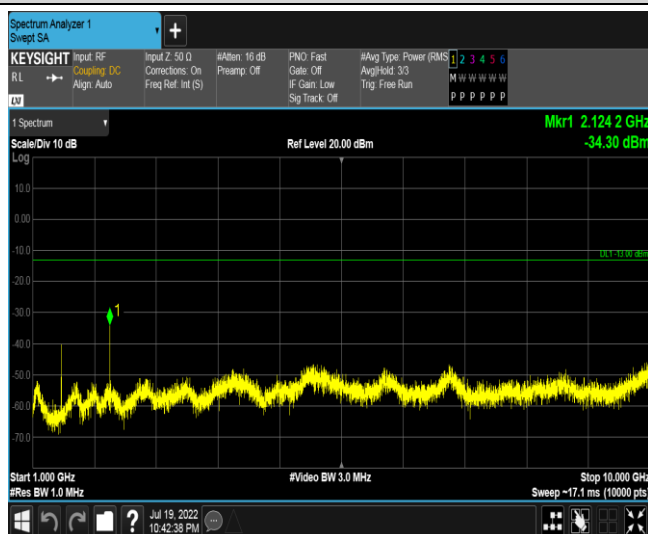 Spectrum Analyzer 1
Swept SA
KEYSIGHT
RL
LXI
Input: RF
Coupling: DC
Align: Auto
Input Z: 50 Ω
Corrections: On
Freq Ref: Int (S)
#Atten: 16 dB
Preamp: Off
PNO: Fast
Gate: Off
IF Gain: Low
Sig Track: Off
#Avg Type: Power (RMS
Avg|Hold: 3/3
Trig: Free Run
1 2 3 4 5 6
M W W W W W
P P P P P P
1 Spectrum
Scale/Div 10 dB
Ref Level 20.00 dBm
Mkr1 2.124 2 GHz
-34.30 dBm
Log
10.0
0.00
-10.0
DL1 -13.00 dBm
-20.0
-30.0
1
-40.0
-50.0
-60.0
-70.0
Start 1.000 GHz
#Video BW 3.0 MHz
Stop 10.000 GHz
#Res BW 1.0 MHz
Sweep ~17.1 ms (10000 pts)
?
Jul 19, 2022
10:42:38 PM